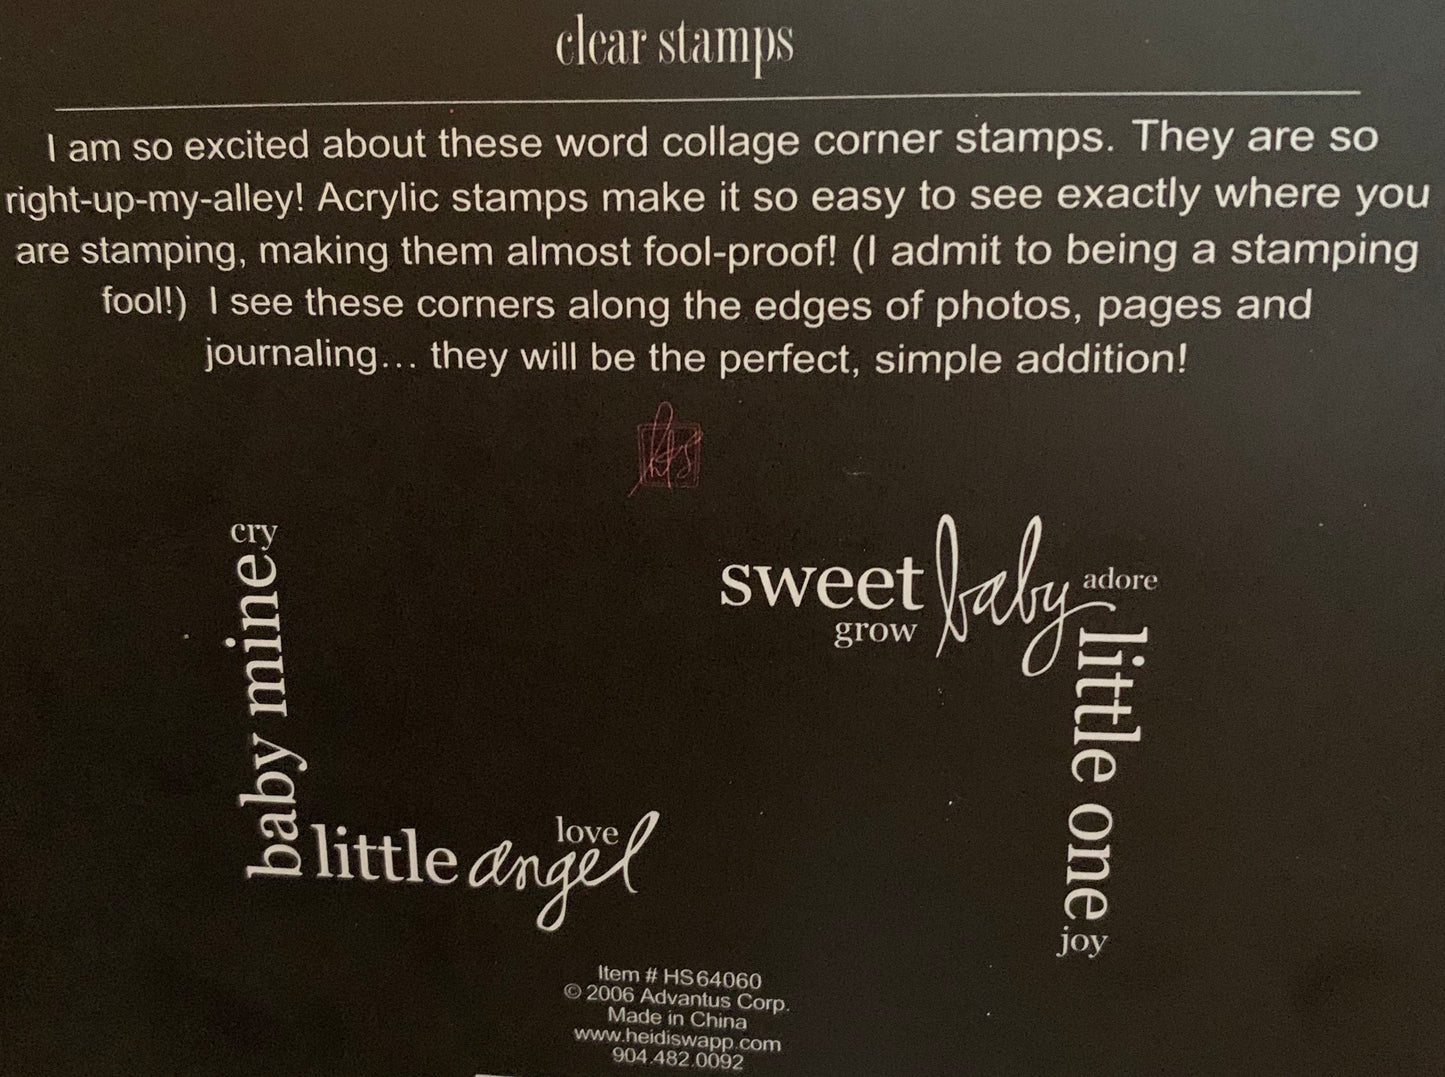 clear stamps
I am so excited about these word collage corner stamps. They are so
right-up-my-alley! Acrylic stamps make it so easy to see exactly where you
are stamping, making them almost fool-proof! (I admit to being a stamping
fool!) I see these corners along the edges of photos, pages and
journaling... they will be the perfect, simple addition!
hs
cry
baby mine
little angel
love
sweet baby
adore
grow
little one
joy
Item # HS64060
© 2006 Advantus Corp.
Made in China
www.heidiswapp.com
904.482.0092